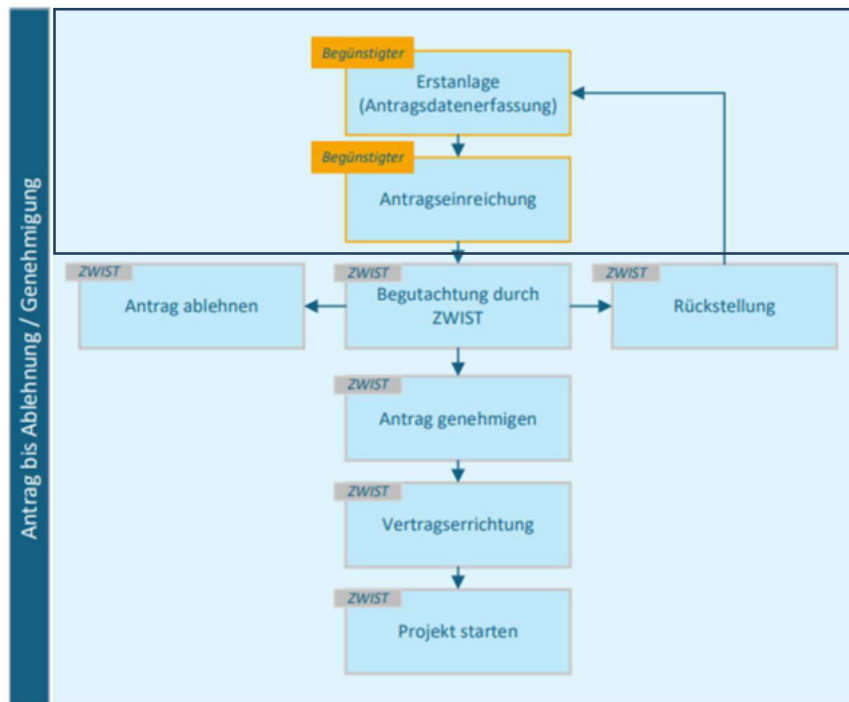 Antrag bis Ablehnung / Genehmigung
Begünstigter
Erstanlage
(Antragsdatenerfassung)
Begünstigter
Antragseinreichung
ZWIST
Antrag ablehnen
ZWIST
Begutachtung durch
ZWIST
ZWIST
Rückstellung
ZWIST
Antrag genehmigen
ZWIST
Vertragserrichtung
ZWIST
Projekt starten